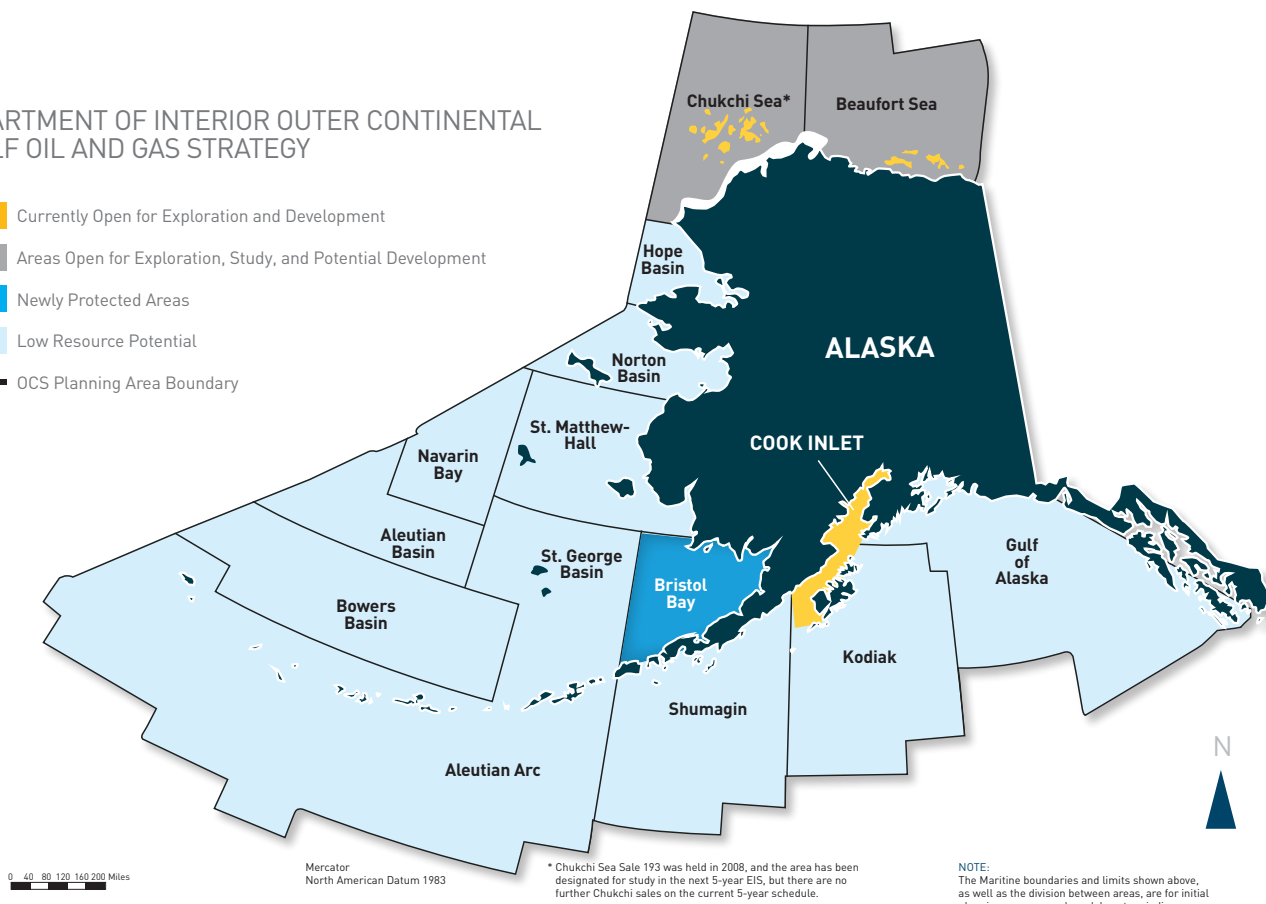 ARTMENT OF INTERIOR OUTER CONTINENTAL
LF OIL AND GAS STRATEGY
Currently Open for Exploration and Development
Areas Open for Exploration, Study, and Potential Development
Newly Protected Areas
Low Resource Potential
OCS Planning Area Boundary
Chukchi Sea*
Beaufort Sea
Hope
Basin
Norton
Basin
ALASKA
St. Matthew-
Hall
Navarin
Bay
COOK INLET
Aleutian
Basin
St. George
Basin
Bristol
Bay
Gulf
of
Alaska
Bowers
Basin
Kodiak
Shumagin
Aleutian Arc
N
0 40 80 120 160 200 Miles
Mercator
North American Datum 1983
* Chukchi Sea Sale 193 was held in 2008, and the area has been
designated for study in the next 5-year EIS, but there are no
further Chukchi sales on the current 5-year schedule.
NOTE:
The Maritine boundaries and limits shown above,
as well as the division between areas, are for initial